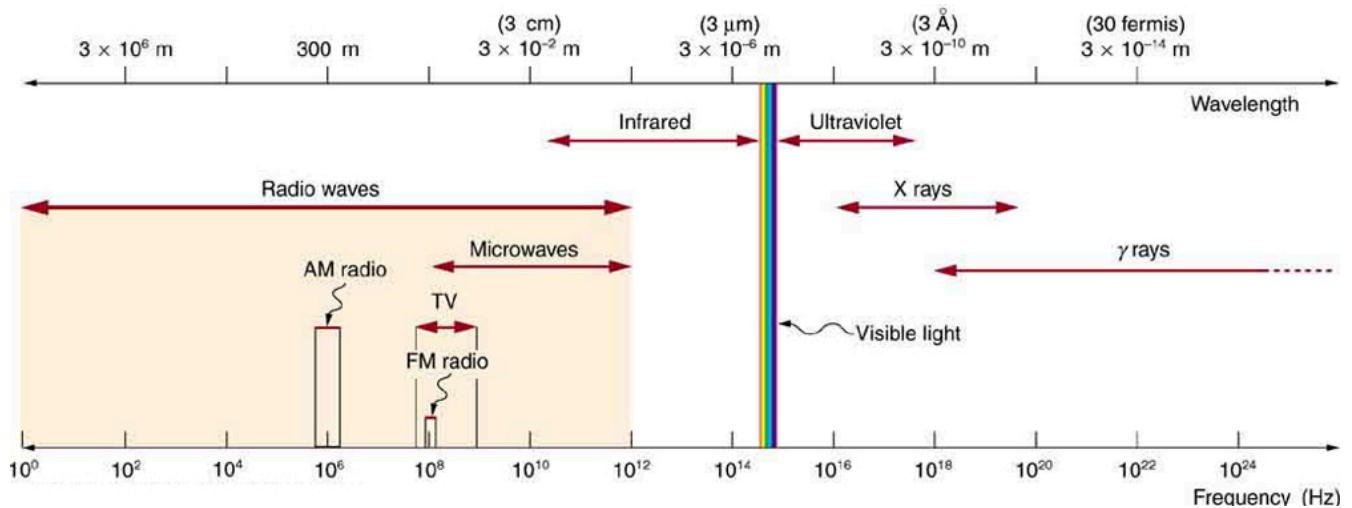 (3 cm) (3 μm) (3 Å) (30 fermis)
3 × 10⁶ m 300 m 3 × 10⁻² m 3 × 10⁻⁶ m 3 × 10⁻¹⁰ m 3 × 10⁻¹⁴ m
Wavelength
Infrared Ultraviolet
Radio waves X rays
Microwaves γ rays
AM radio
TV
Visible light
FM radio
10⁰ 10² 10⁴ 10⁶ 10⁸ 10¹⁰ 10¹² 10¹⁴ 10¹⁶ 10¹⁸ 10²⁰ 10²² 10²⁴
Frequency (Hz)